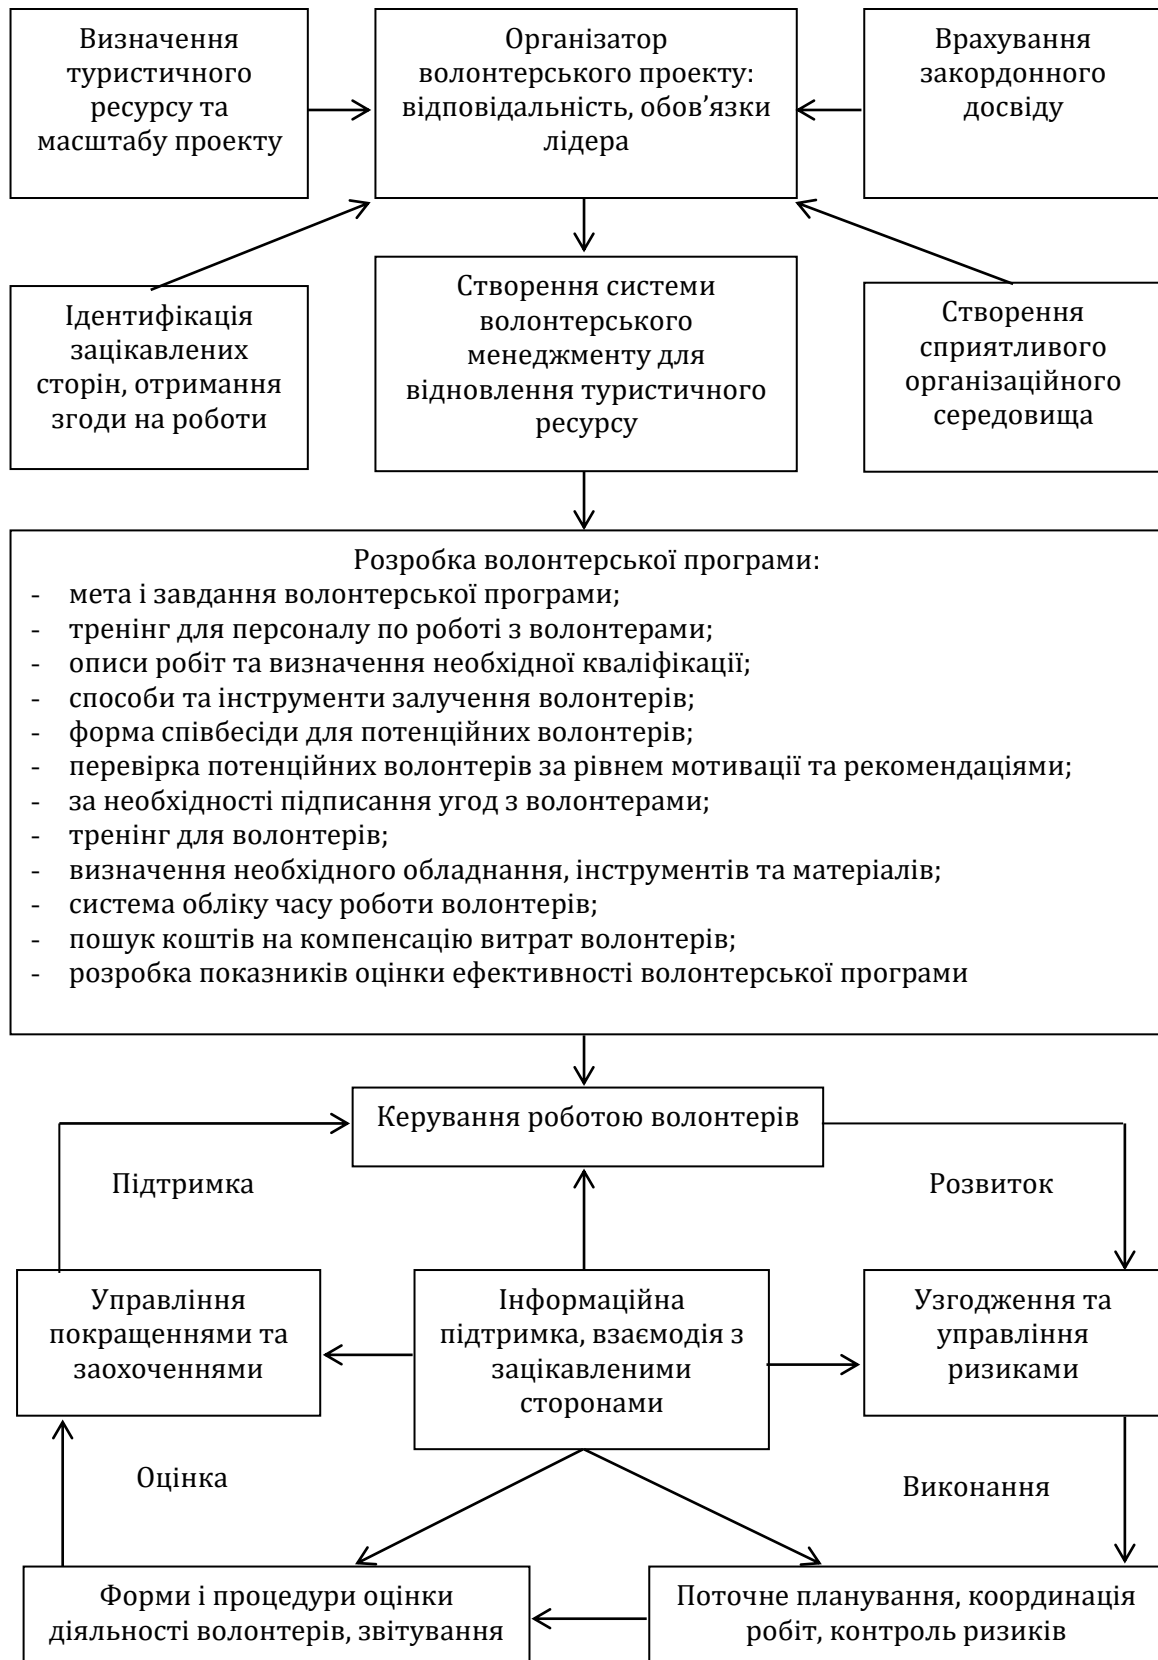 Визначення
туристичного
ресурсу та
масштабу проекту
Організатор
волонтерського проекту:
відповідальність, обов’язки
лідера
Врахування
закордонного
досвіду
Ідентифікація
зацікавлених
сторін, отримання
згоди на роботи
Створення системи
волонтерського
менеджменту для
відновлення туристичного
ресурсу
Створення
сприятливого
організаційного
середовища
Розробка волонтерської програми:
- мета і завдання волонтерської програми;
- тренінг для персоналу по роботі з волонтерами;
- описи робіт та визначення необхідної кваліфікації;
- способи та інструменти залучення волонтерів;
- форма співбесіди для потенційних волонтерів;
- перевірка потенційних волонтерів за рівнем мотивації та рекомендаціями;
- за необхідності підписання угод з волонтерами;
- тренінг для волонтерів;
- визначення необхідного обладнання, інструментів та матеріалів;
- система обліку часу роботи волонтерів;
- пошук коштів на компенсацію витрат волонтерів;
- розробка показників оцінки ефективності волонтерської програми
Керування роботою волонтерів
Підтримка
Розвиток
Управління
покращеннями та
заохоченнями
Інформаційна
підтримка, взаємодія з
зацікавленими
сторонами
Узгодження та
управління
ризиками
Оцінка
Виконання
Форми і процедури оцінки
діяльності волонтерів, звітування
Поточне планування, координація
робіт, контроль ризиків